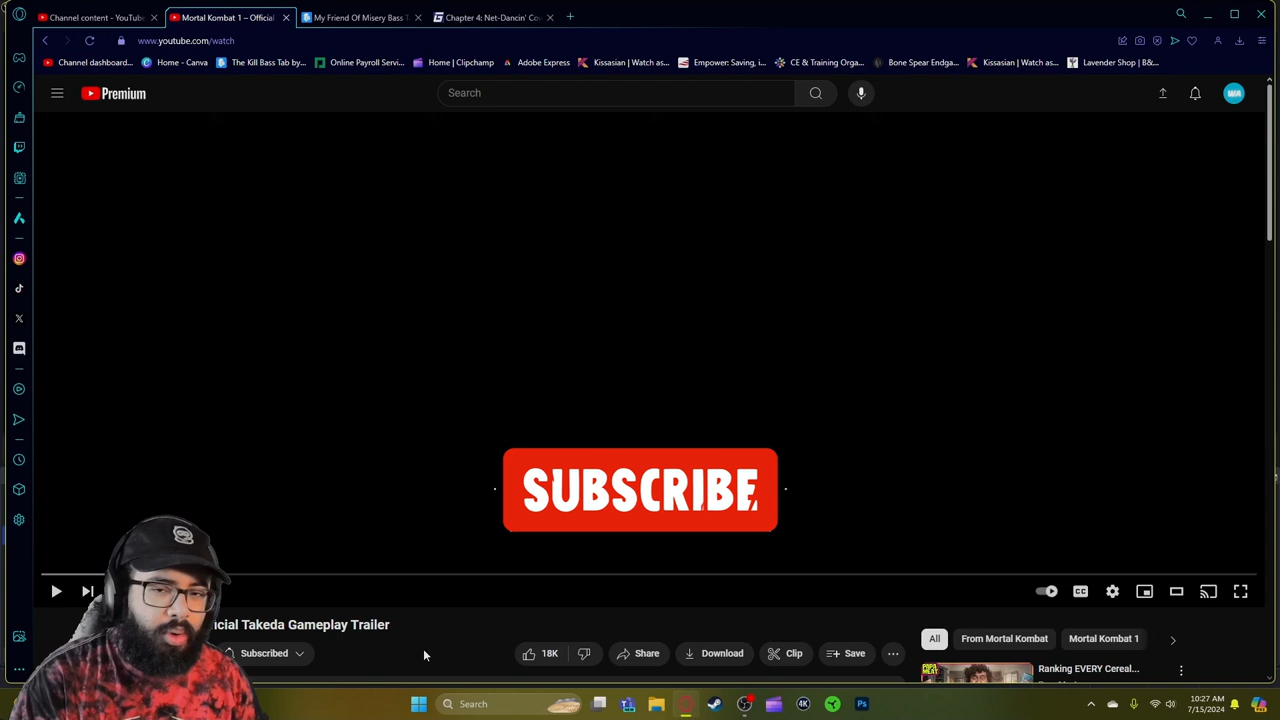 Channel content - YouTube
Mortal Kombat 1 – Official
My Friend Of Misery Bass T
Chapter 4: Net-Dancin' Co
www.youtube.com/watch
Channel dashboard...
Home - Canva
The Kill Bass Tab by...
Online Payroll Servi...
Home | Clipchamp
Adobe Express
Kissasian | Watch as...
Empower: Saving, i...
CE & Training Orga...
Bone Spear Endga...
Kissasian | Watch as...
Lavender Shop | B&...
Premium
Search
SUBSCRIBE
CC
icial Takeda Gameplay Trailer
Subscribed
18K
Share
Download
Clip
Save
All
From Mortal Kombat
Mortal Kombat 1
Ranking EVERY Cereal...
Search
10:27 AM
7/15/2024